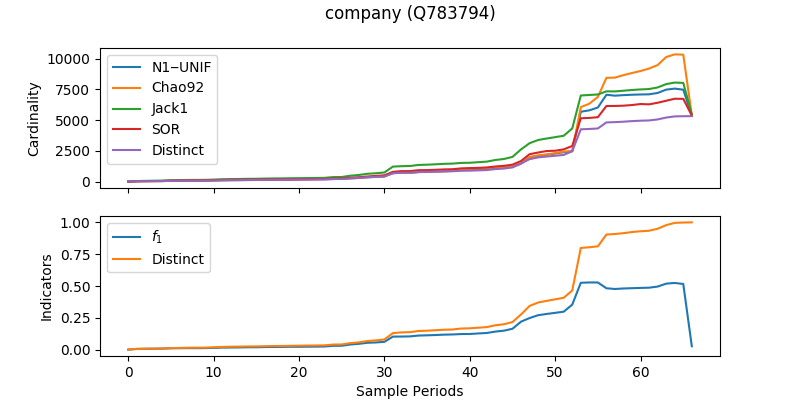 company (Q783794)
Cardinality
10000
7500
5000
2500
0
N1−UNIF
Chao92
Jack1
SOR
Distinct
Indicators
1.00
0.75
0.50
0.25
0.00
f₁
Distinct
0 10 20 30 40 50 60
Sample Periods